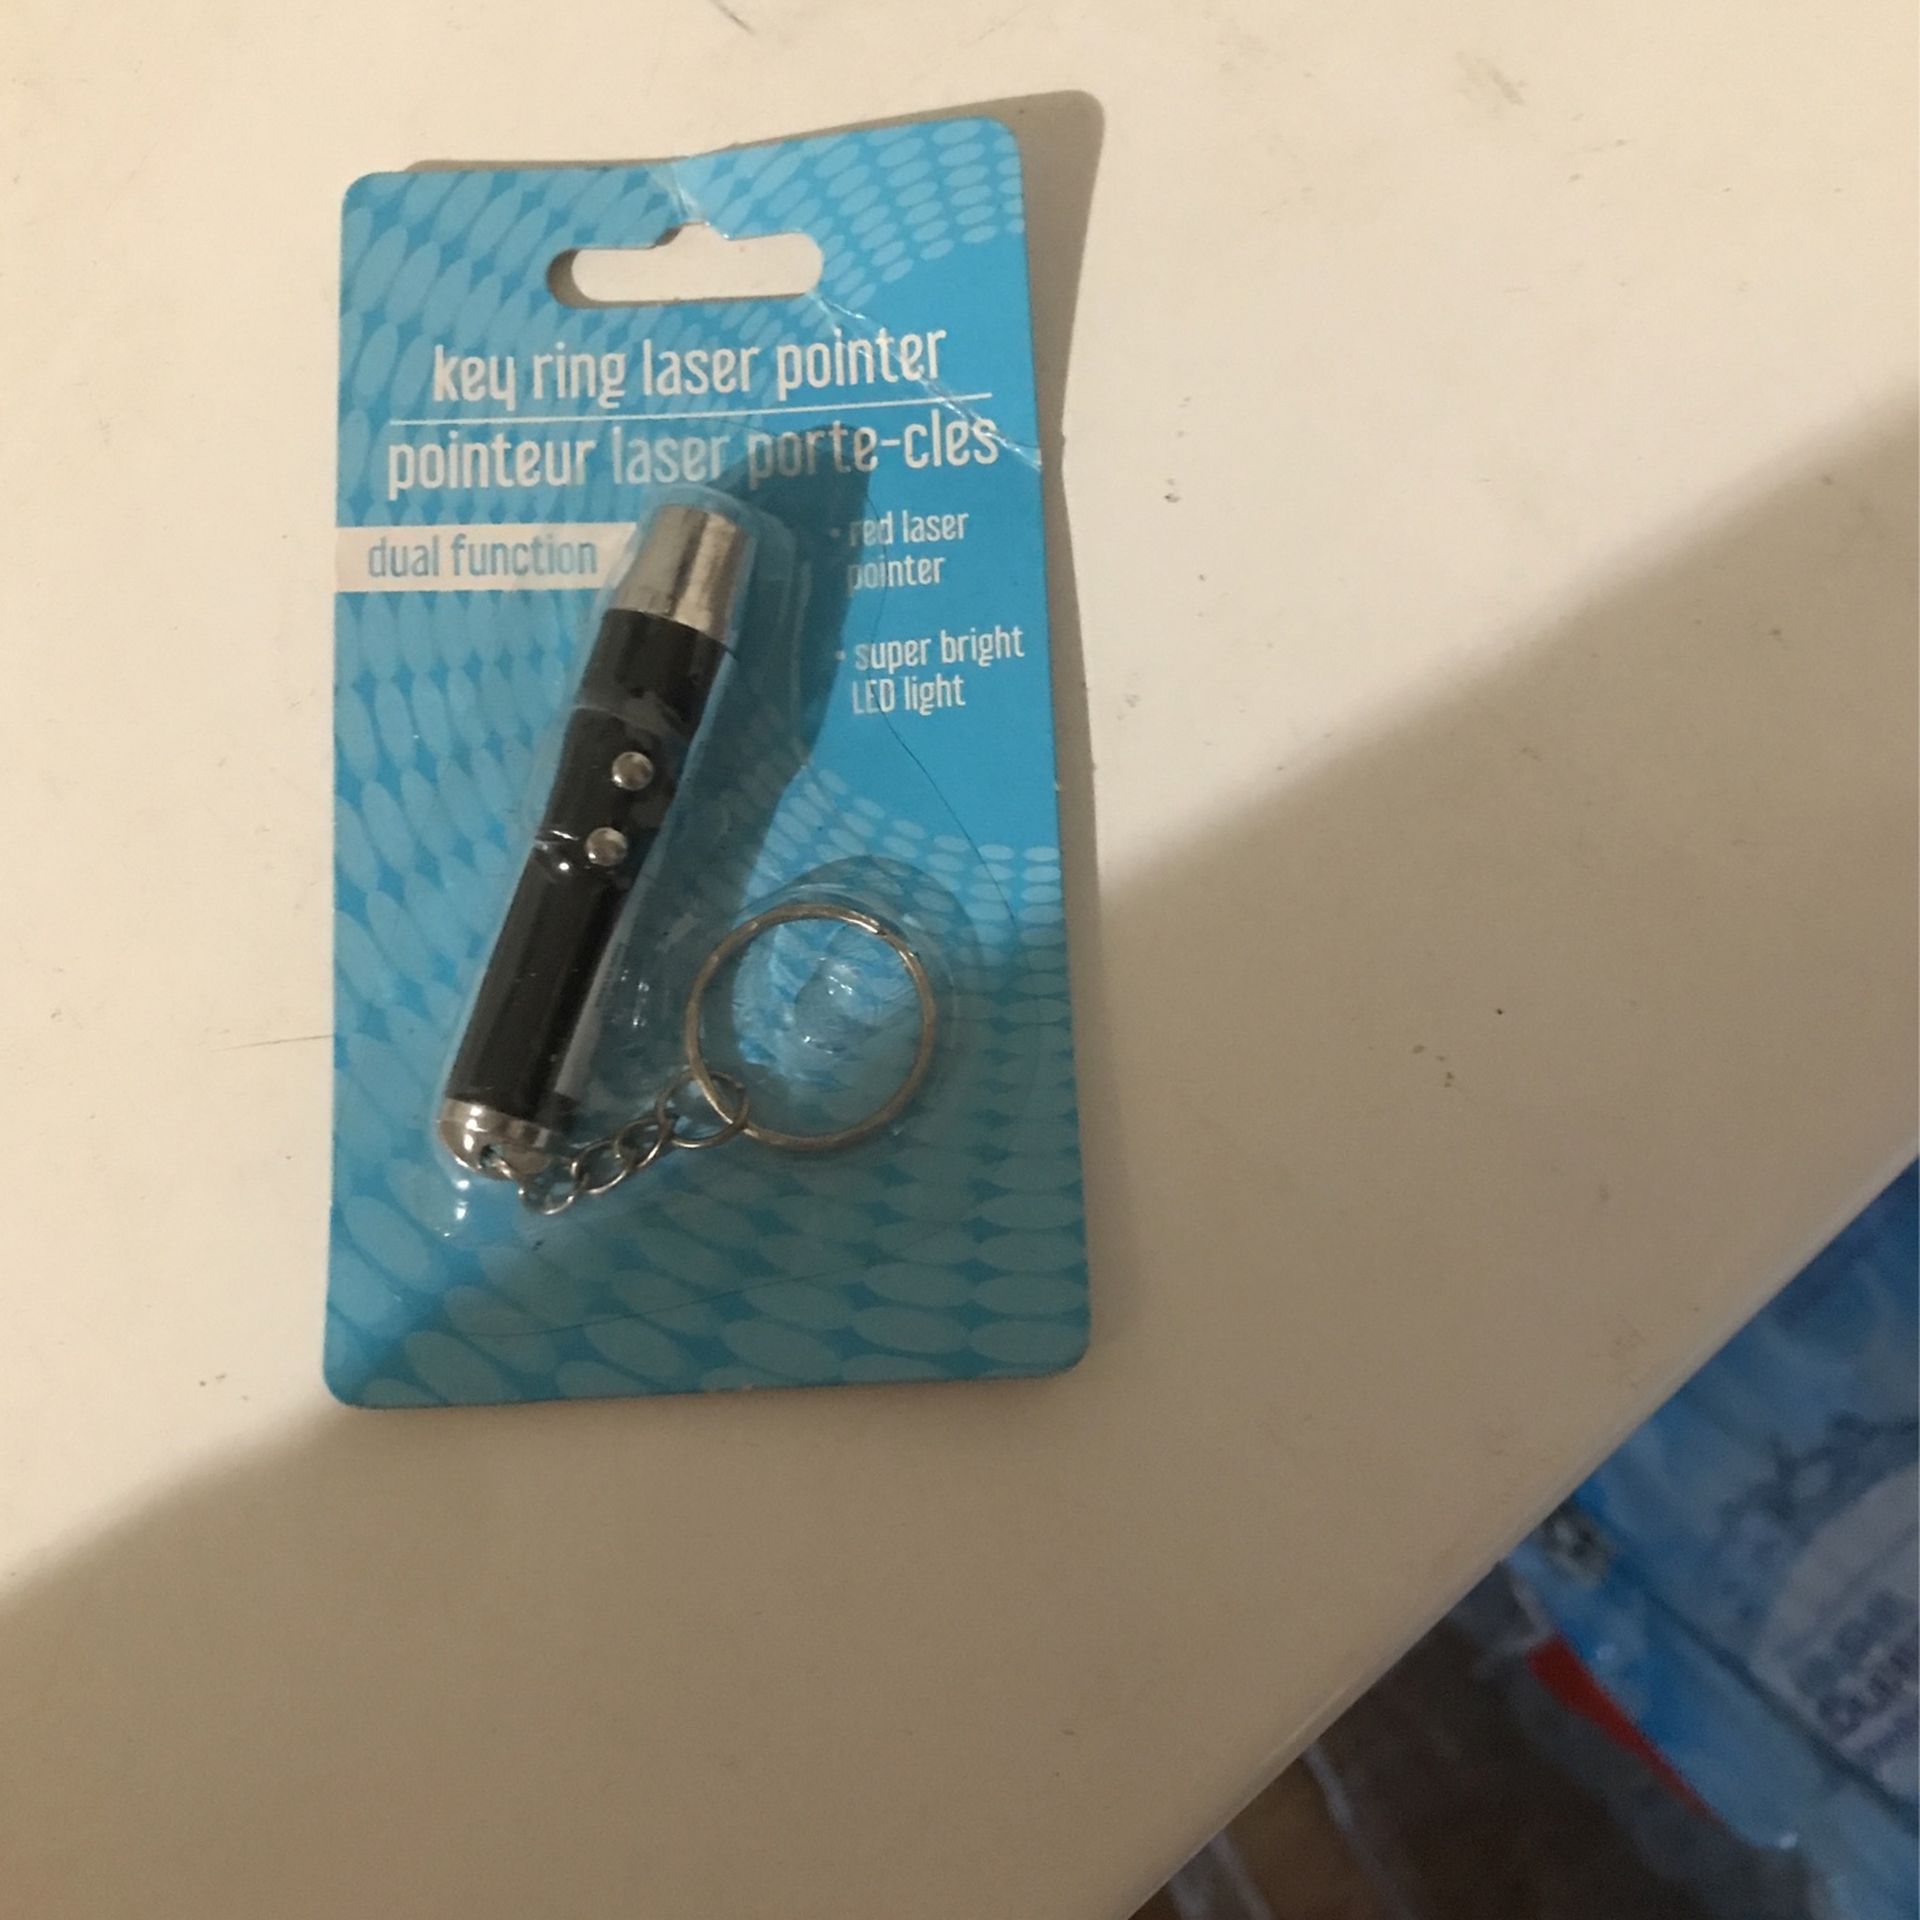 key ring laser pointer
pointeur laser porte-cles
dual function
• red laser
pointer
• super bright
LED light